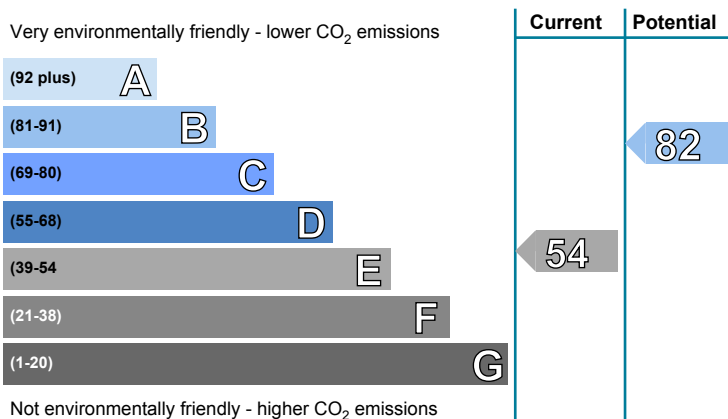 Current Potential
Very environmentally friendly - lower CO2 emissions
(92 plus) A
(81-91) B
82
(69-80) C
(55-68) D
54
(39-54 E
(21-38) F
(1-20) G
Not environmentally friendly - higher CO2 emissions